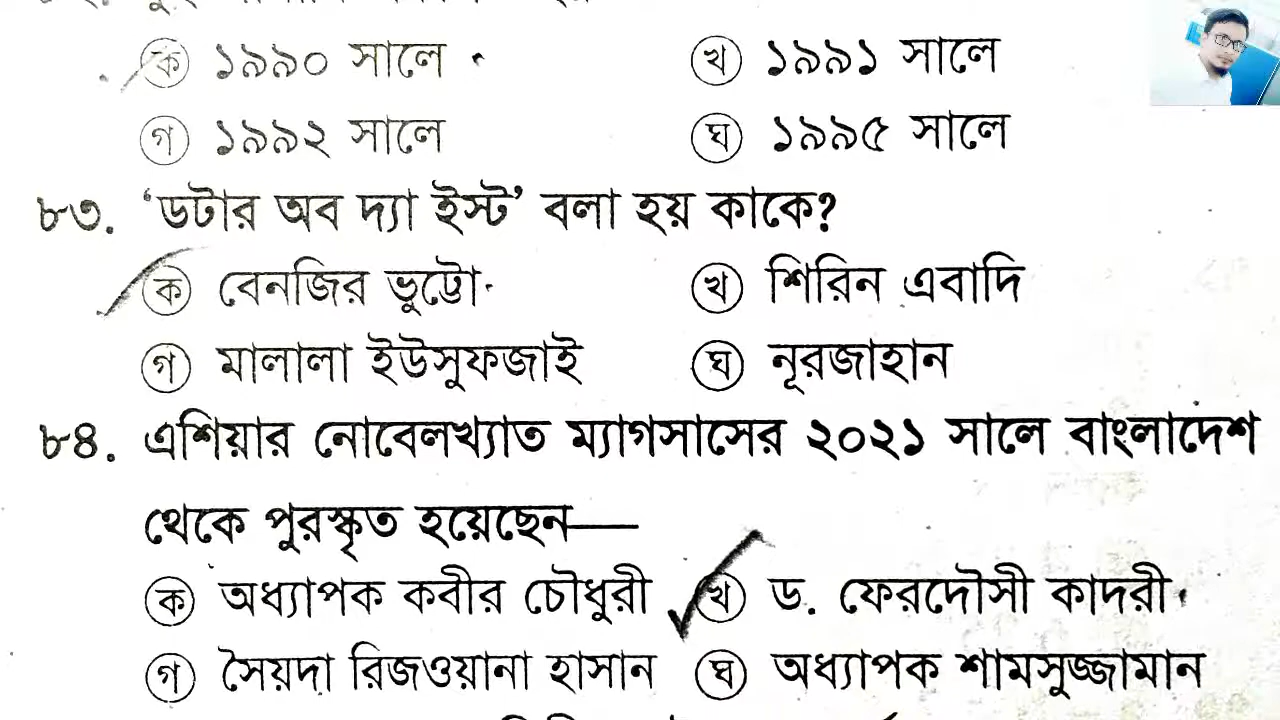 ক ১৯৯০ সালে খ ১৯৯১ সালে
গ ১৯৯২ সালে ঘ ১৯৯৫ সালে
৮৩. ‘ডটার অব দ্যা ইস্ট’ বলা হয় কাকে?
ক বেনজির ভুট্টো খ শিরিন এবাদি
গ মালালা ইউসুফজাই ঘ নূরজাহান
৮৪. এশিয়ার নোবেলখ্যাত ম্যাগসাসের ২০২১ সালে বাংলাদেশ
থেকে পুরস্কৃত হয়েছেন—
ক অধ্যাপক কবীর চৌধুরী খ ড. ফেরদৌসী কাদরী
গ সৈয়দা রিজওয়ানা হাসান ঘ অধ্যাপক শামসুজ্জামান